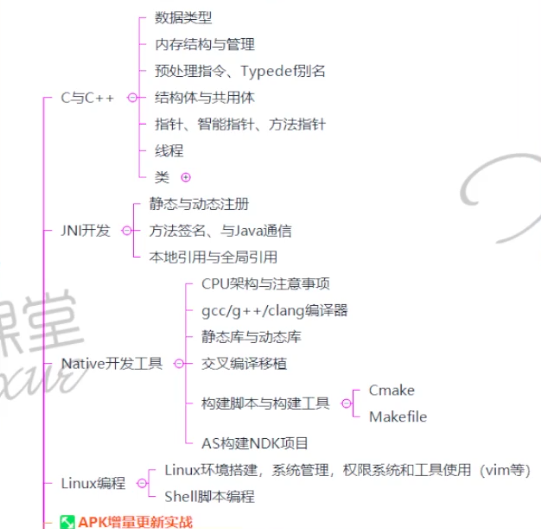 数据类型
内存结构与管理
预处理指令、Typedef别名
C与C++
结构体与共用体
指针、智能指针、方法指针
线程
类
静态与动态注册
JNI开发
方法签名、与Java通信
本地引用与全局引用
CPU架构与注意事项
gcc/g++/clang编译器
静态库与动态库
Native开发工具
交叉编译移植
构建脚本与构建工具
Cmake
Makefile
AS构建NDK项目
Linux编程
Linux环境搭建，系统管理，权限系统和工具使用（vim等）
Shell脚本编程
APK增量更新实战
课堂